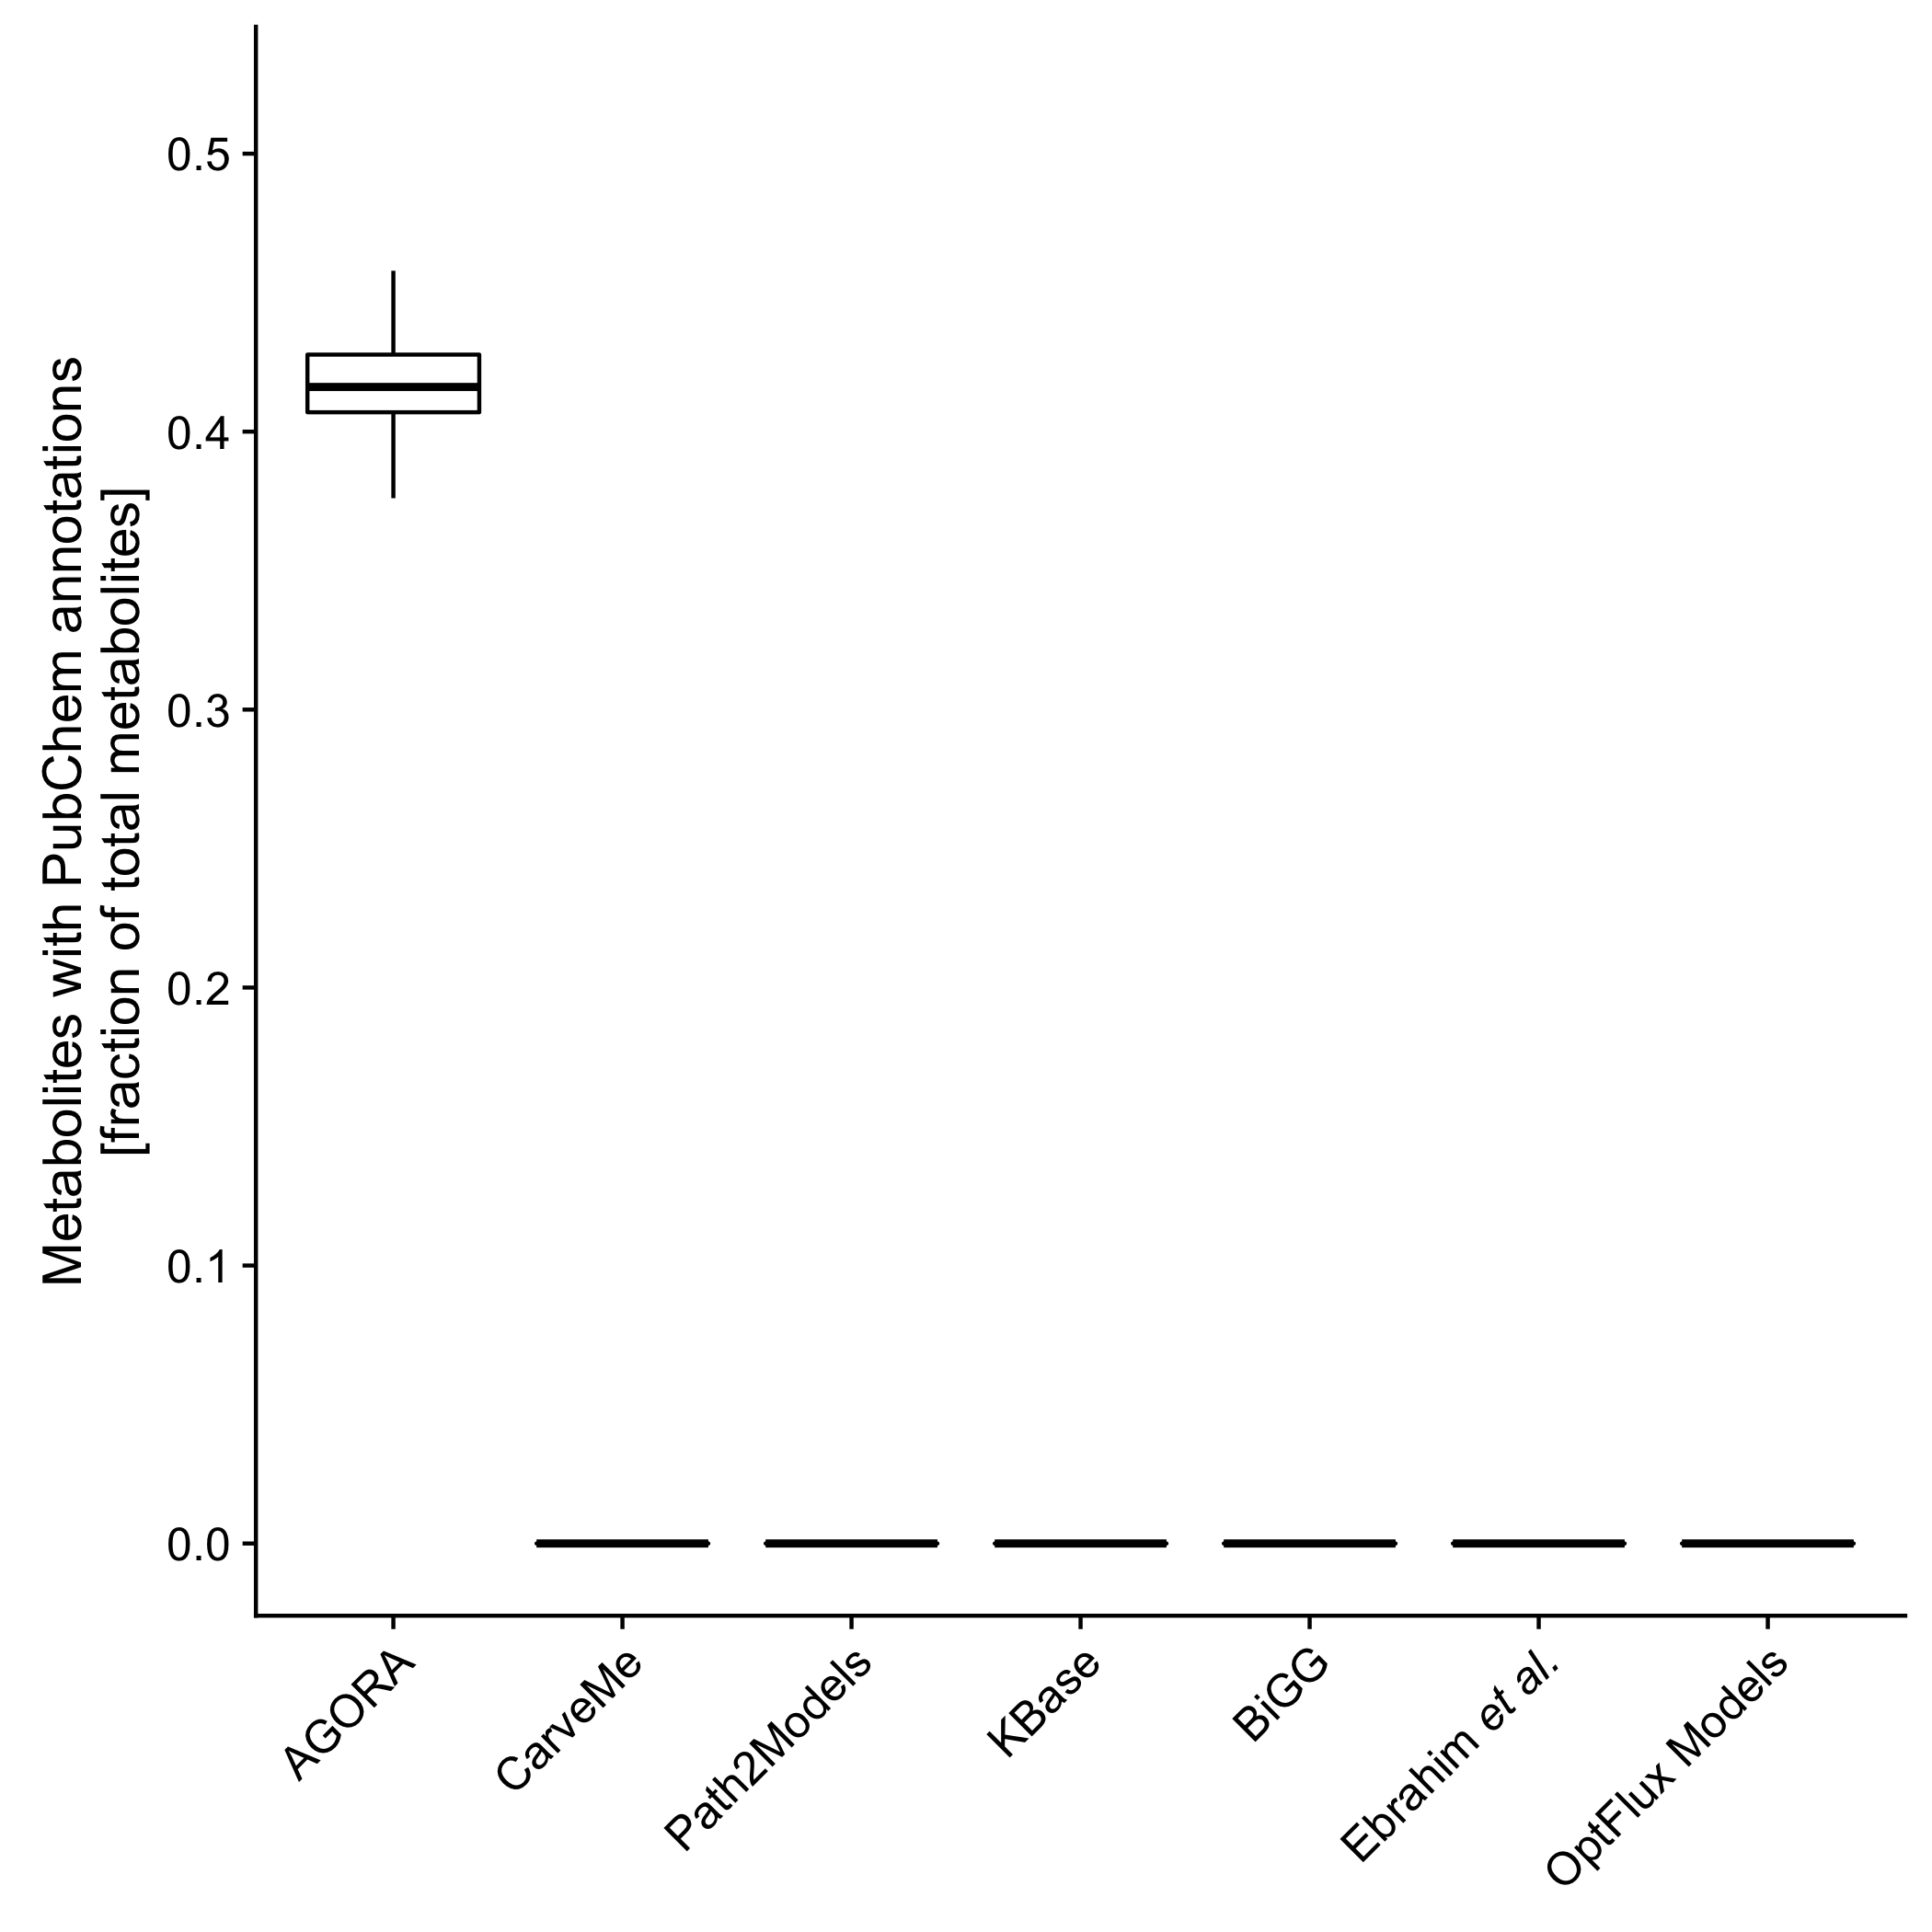 Metabolites with PubChem annotations
[fraction of total metabolites]
0.5
0.4
0.3
0.2
0.1
0.0
AGORA
CarveMe
Path2Models
KBase
BiGG
Ebrahim et al.
OptFlux Models